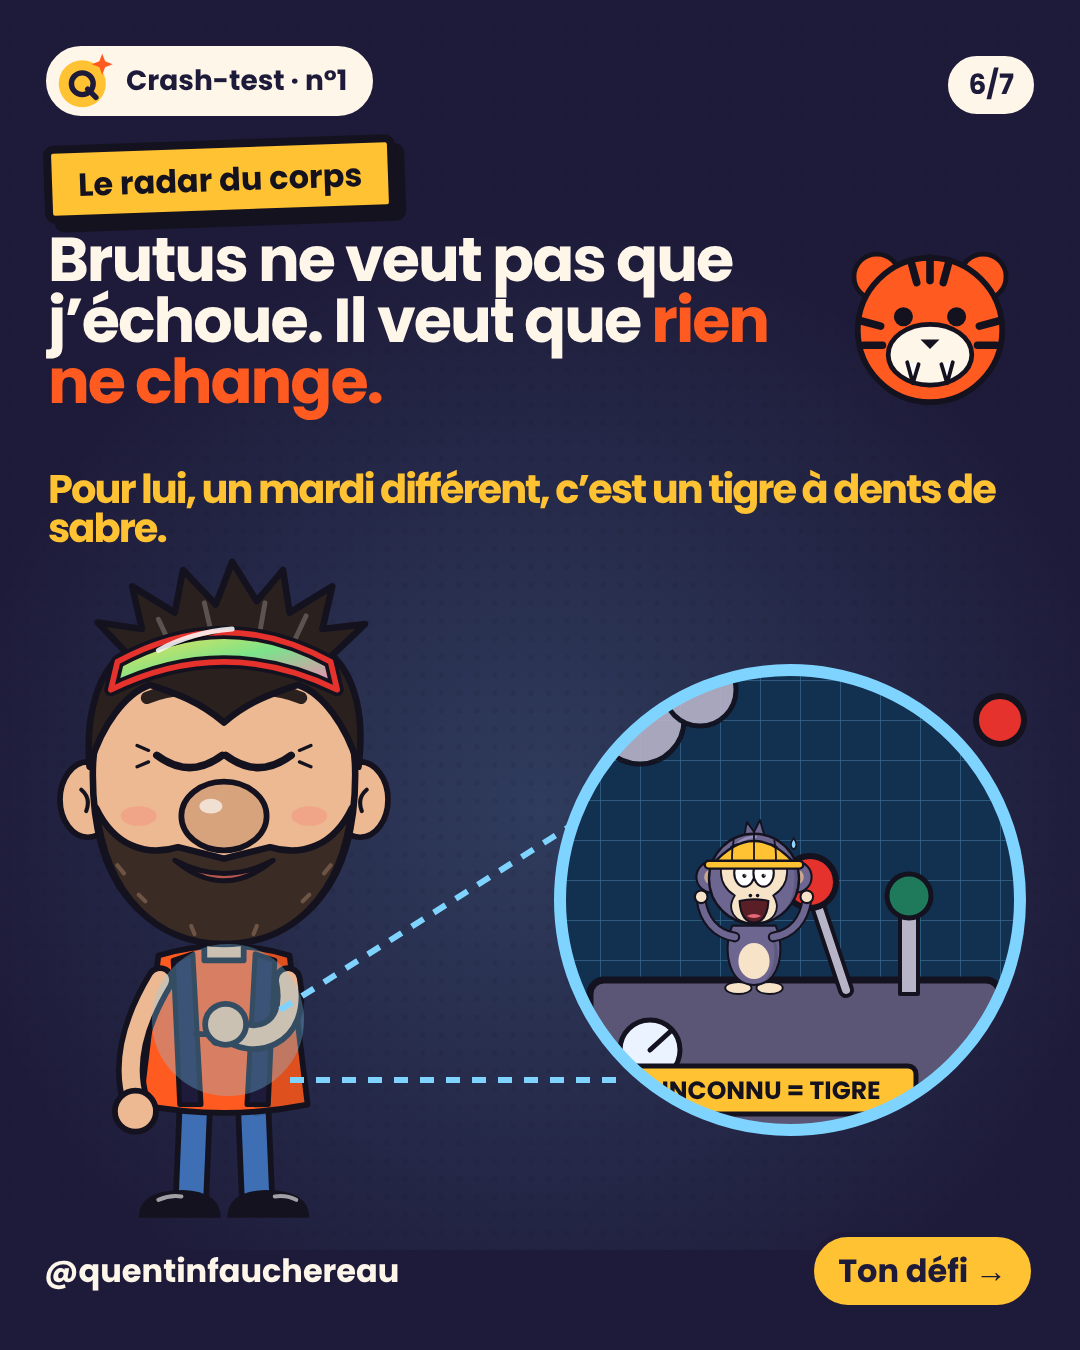 Q Crash-test · n°1
6/7
Le radar du corps
Brutus ne veut pas que
j’échoue. Il veut que rien
ne change.
Pour lui, un mardi différent, c’est un tigre à dents de
sabre.
INCONNU = TIGRE
@quentinfauchereau
Ton défi →